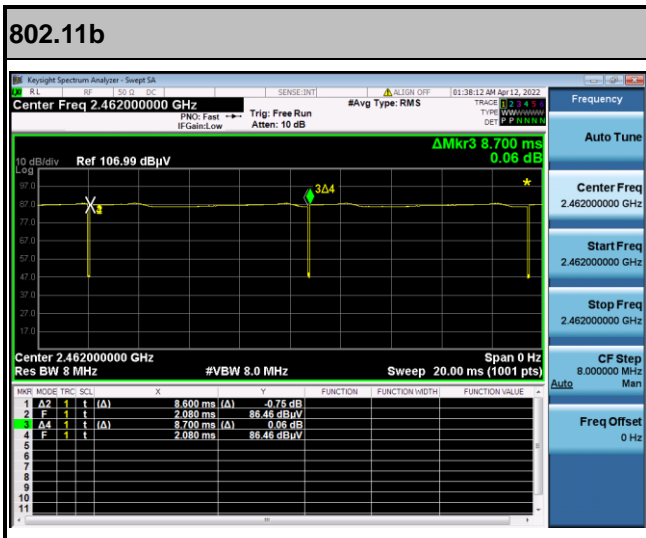 802.11b
Keysight Spectrum Analyzer - Swept SA
RL RF 50 Ω DC SENSE:INT ALIGN OFF 01:38:12 AM Apr 12, 2022
Center Freq 2.462000000 GHz #Avg Type: RMS TRACE 1 2 3 4 5 6
PNO: Fast Trig: Free Run TYPE WWWWWW
IFGain:Low Atten: 10 dB DET P P N N N N
Frequency
ΔMkr3 8.700 ms
0.06 dB
10 dB/div Ref 106.99 dBµV
Log
97.0
87.0
77.0
67.0
57.0
47.0
37.0
27.0
17.0
3Δ4
*
Center 2.462000000 GHz Span 0 Hz
Res BW 8 MHz #VBW 8.0 MHz Sweep 20.00 ms (1001 pts)
MKR MODE TRC SCL X Y FUNCTION FUNCTION WIDTH FUNCTION VALUE
1 Δ2 1 t (Δ) 8.600 ms (Δ) -0.75 dB
2 F 1 t 2.080 ms 86.46 dBµV
3 Δ4 1 t (Δ) 8.700 ms (Δ) 0.06 dB
4 F 1 t 2.080 ms 86.46 dBµV
5
6
7
8
9
10
11
Auto Tune
Center Freq
2.462000000 GHz
Start Freq
2.462000000 GHz
Stop Freq
2.462000000 GHz
CF Step
8.000000 MHz
Auto Man
Freq Offset
0 Hz